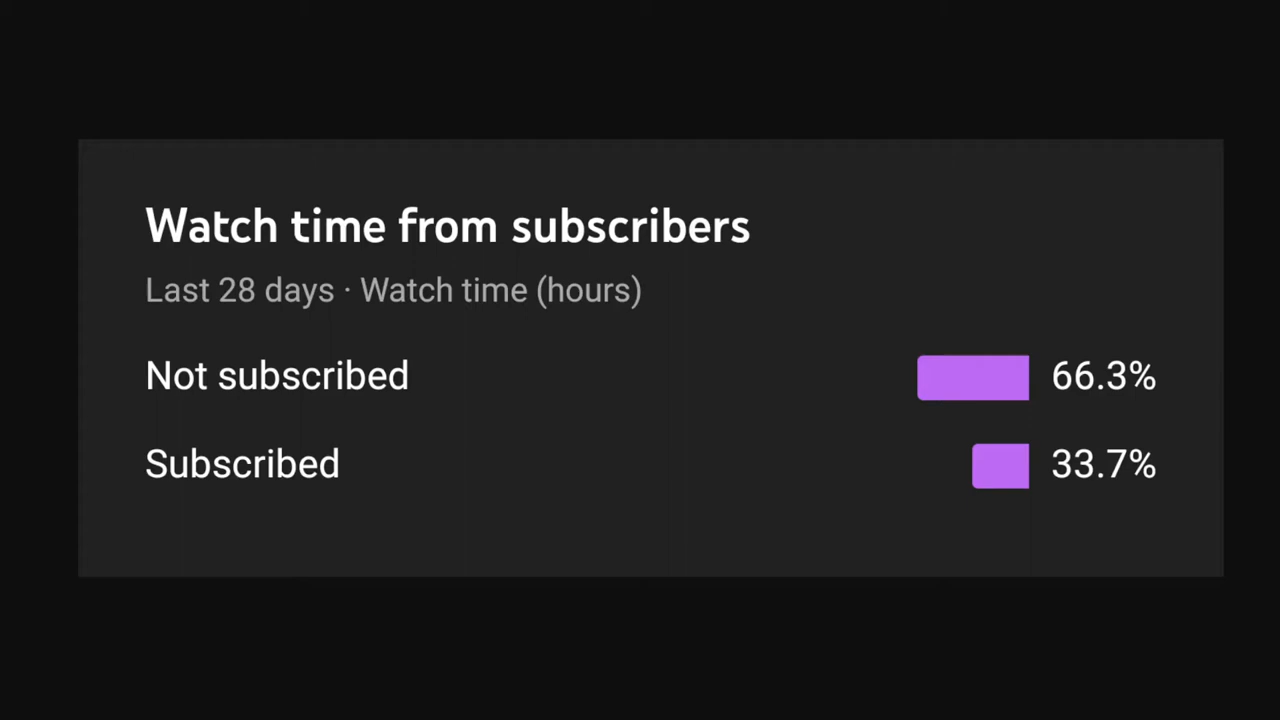 Watch time from subscribers
Last 28 days · Watch time (hours)
Not subscribed 66.3%
Subscribed 33.7%